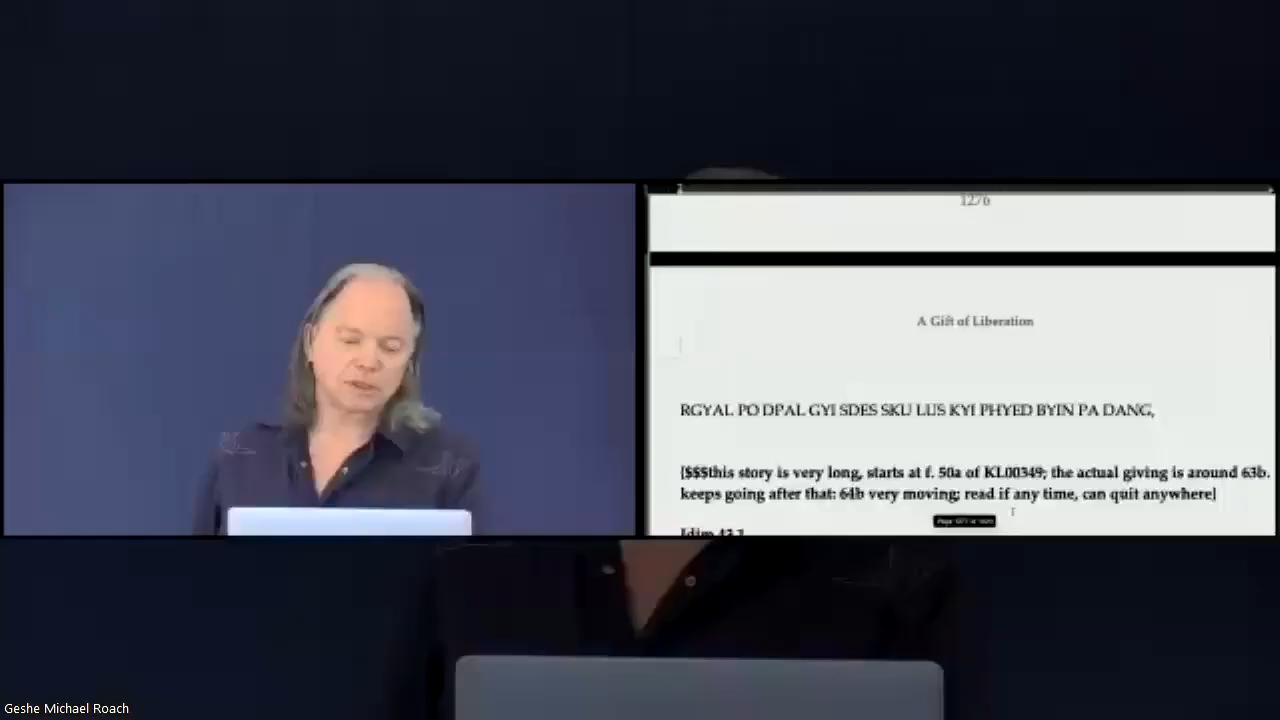 1276
A Gift of Liberation
RGYAL PO DPAL GYI SDES SKU LUS KYI PHYED BYIN PA DANG,
[$$$this story is very long, starts at f. 50a of KL00349; the actual giving is around 63b.
keeps going after that: 64b very moving; read if any time, can quit anywhere]
Geshe Michael Roach